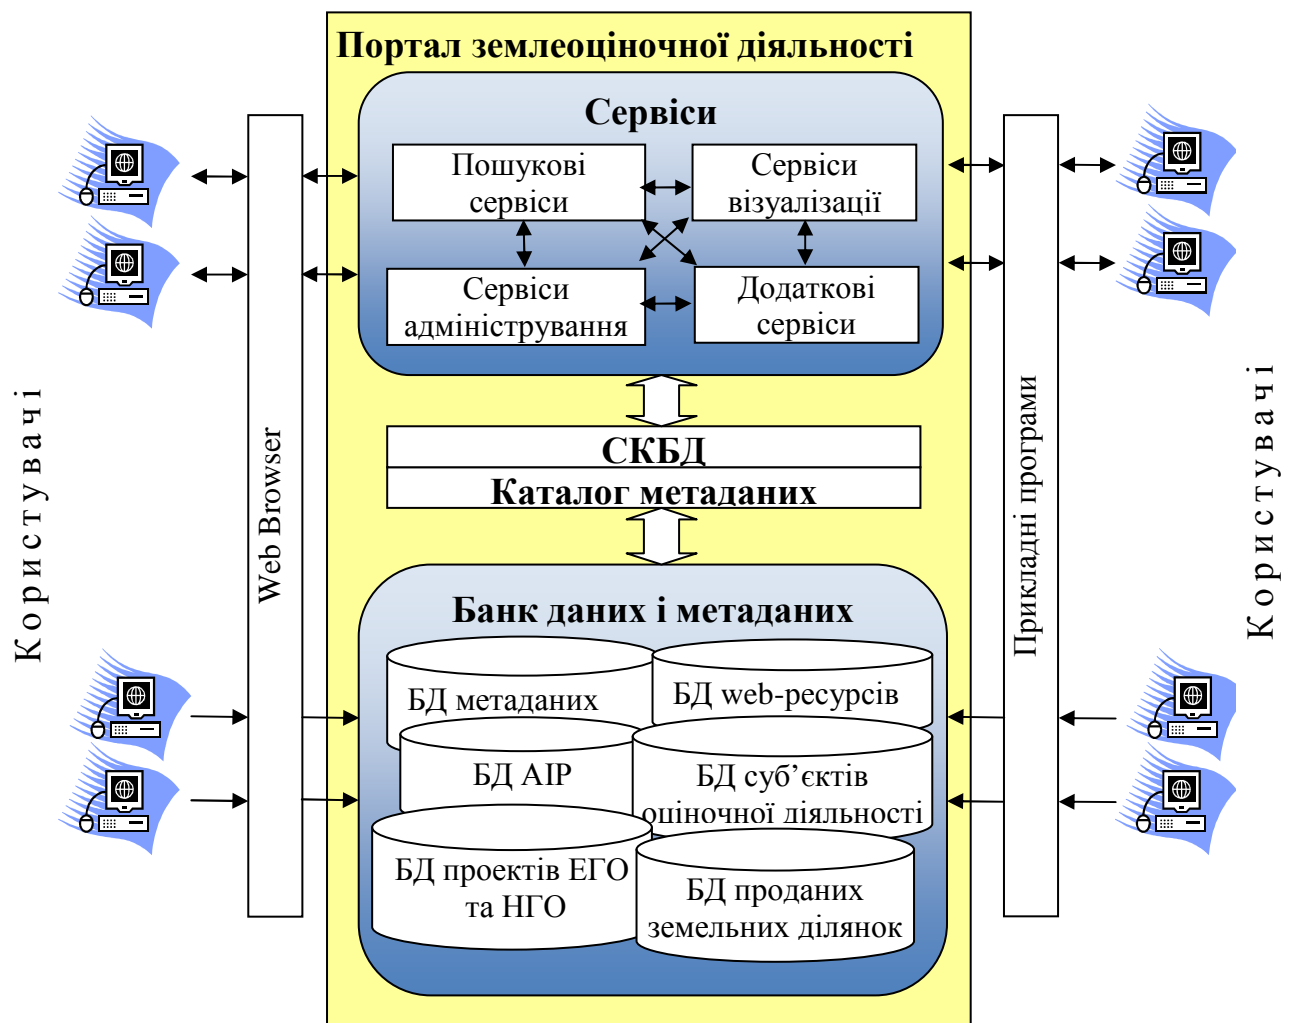 Портал землеоціночної діяльності
Сервіси
Пошукові
сервіси
Сервіси
візуалізації
Сервіси
адміністрування
Додаткові
сервіси
Користувачі
Web Browser
СКБД
Каталог метаданих
Прикладні програми
Користувачі
Банк даних і метаданих
БД метаданих
БД web-ресурсів
БД АІР
БД суб’єктів
оціночної діяльності
БД проектів ЕГО
та НГО
БД проданих
земельних ділянок